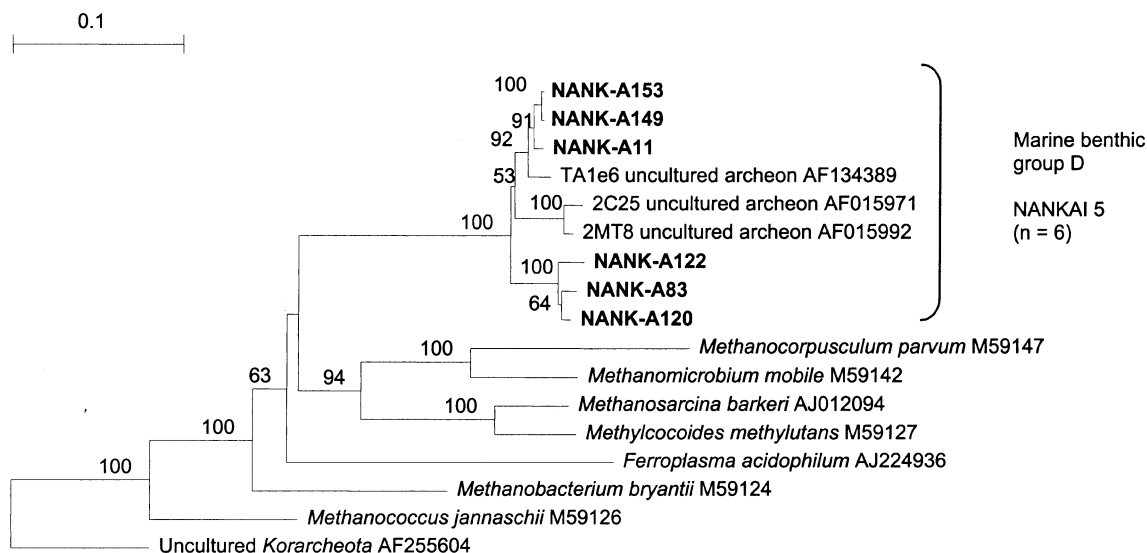 0.1
100
NANK-A153
91
NANK-A149
92
NANK-A11
53
TA1e6 uncultured archeon AF134389
100
2C25 uncultured archeon AF015971
100
2MT8 uncultured archeon AF015992
100
NANK-A122
NANK-A83
64
NANK-A120
Marine benthic
group D
NANKAI 5
(n = 6)
100
Methanocorpusculum parvum M59147
63
94
Methanomicrobium mobile M59142
100
Methanosarcina barkeri AJ012094
100
Methylcocoides methylutans M59127
100
Ferroplasma acidophilum AJ224936
Methanobacterium bryantii M59124
Methanococcus jannaschii M59126
Uncultured Korarcheota AF255604